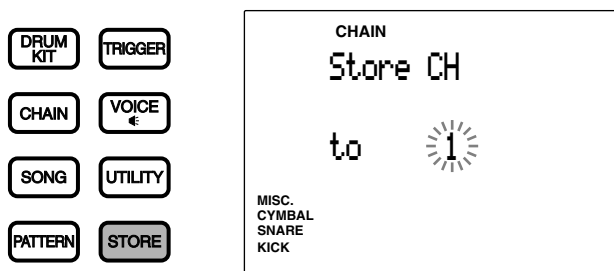 DRUM
KIT
TRIGGER
CHAIN
VOICE
SONG
UTILITY
PATTERN
STORE
CHAIN
Store CH
to 1
MISC.
CYMBAL
SNARE
KICK